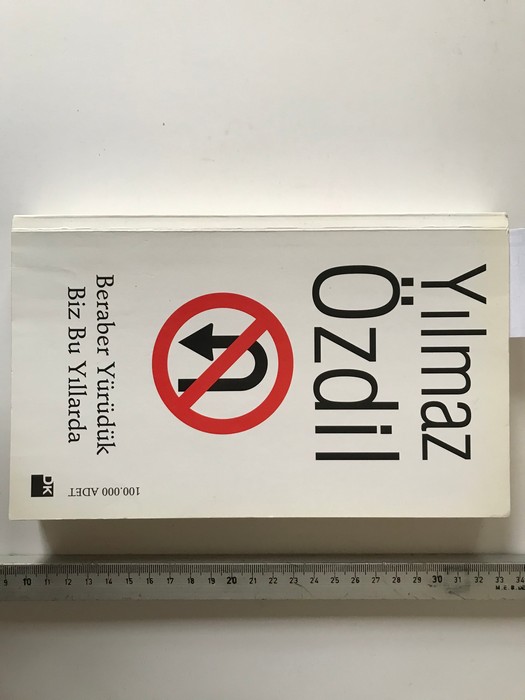 Yılmaz
Özdil
Beraber Yürüdük
Biz Bu Yıllarda
100.000 ADET
DK
9 10 11 12 13 14 15 16 17 18 19 20 21 22 23 24 25 26 27 28 29 30 31 32 33 34